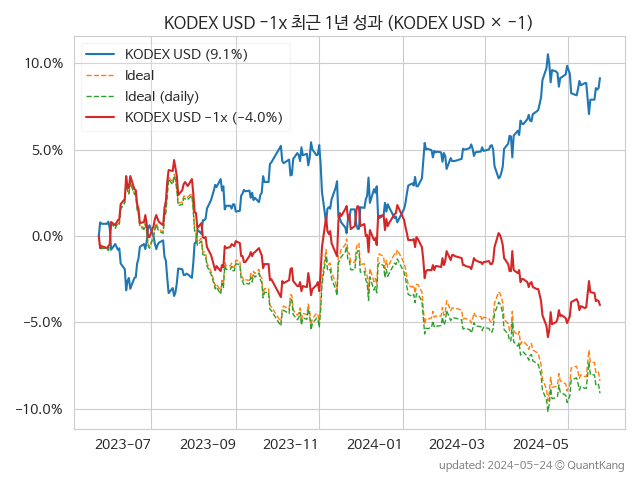 KODEX USD −1x 최근 1년 성과 (KODEX USD × −1)
KODEX USD (9.1%)
Ideal
Ideal (daily)
KODEX USD −1x (−4.0%)
10.0%
5.0%
0.0%
−5.0%
−10.0%
2023-07
2023-09
2023-11
2024-01
2024-03
2024-05
updated: 2024-05-24 © QuantKang